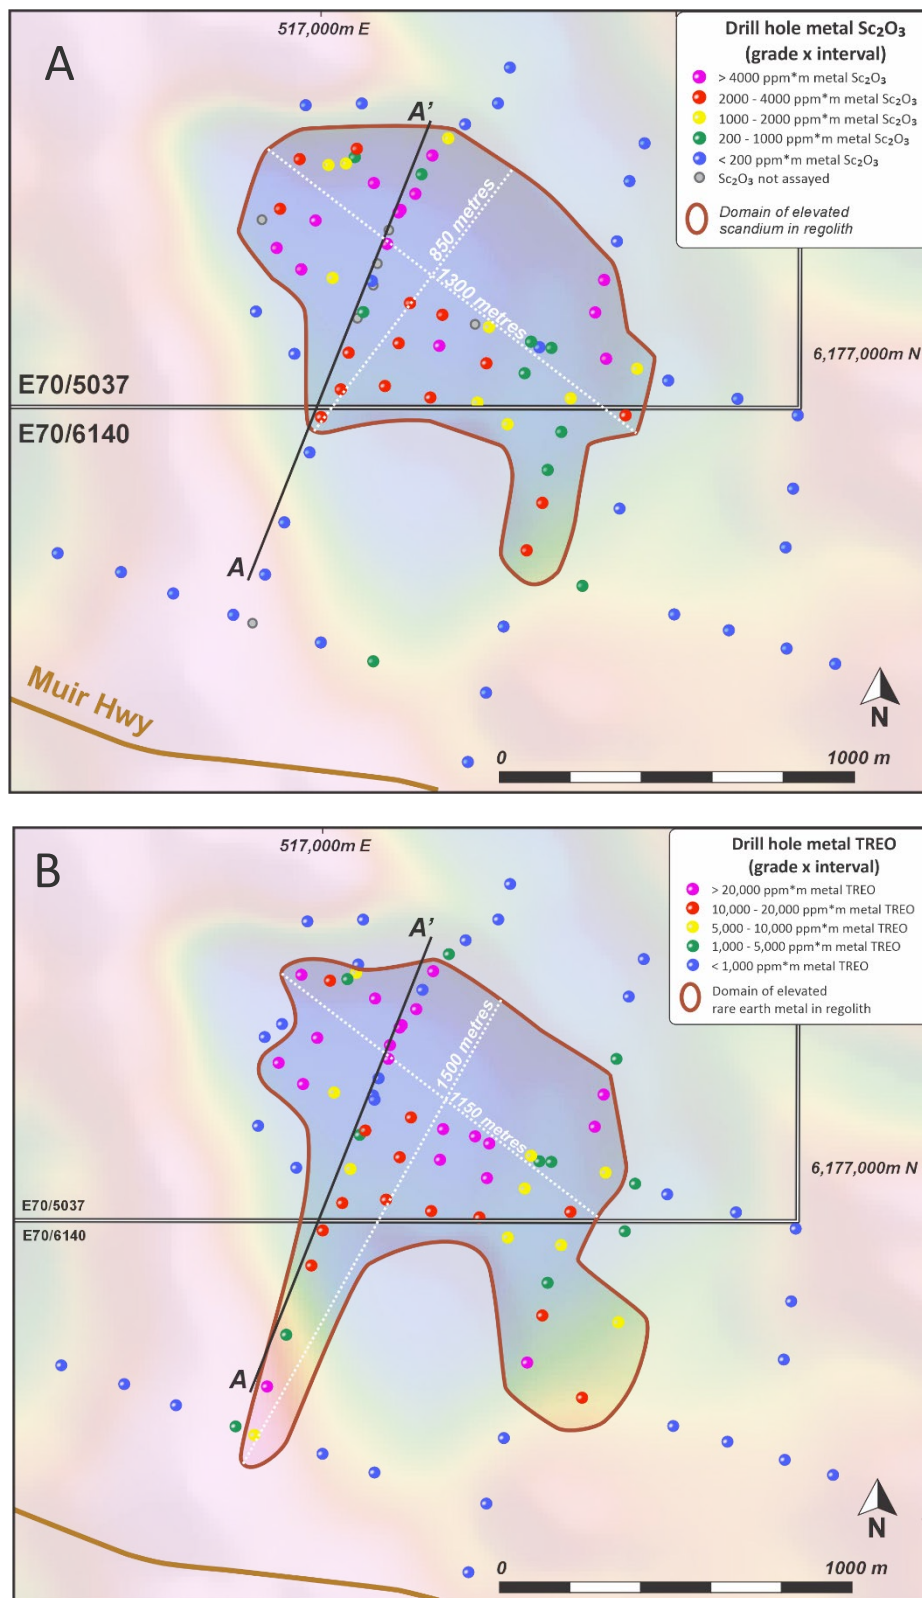 517,000m E
A
Drill hole metal Sc₂O₃
(grade x interval)
> 4000 ppm*m metal Sc₂O₃
2000 - 4000 ppm*m metal Sc₂O₃
1000 - 2000 ppm*m metal Sc₂O₃
200 - 1000 ppm*m metal Sc₂O₃
< 200 ppm*m metal Sc₂O₃
Sc₂O₃ not assayed
Domain of elevated
scandium in regolith
A'
850 metres
1300 metres
6,177,000m N
E70/5037
E70/6140
A
Muir Hwy
N
0
1000 m
517,000m E
B
Drill hole metal TREO
(grade x interval)
> 20,000 ppm*m metal TREO
10,000 - 20,000 ppm*m metal TREO
5,000 - 10,000 ppm*m metal TREO
1,000 - 5,000 ppm*m metal TREO
< 1,000 ppm*m metal TREO
Domain of elevated
rare earth metal in regolith
A'
1500 metres
1150 metres
6,177,000m N
E70/5037
E70/6140
A
N
0
1000 m